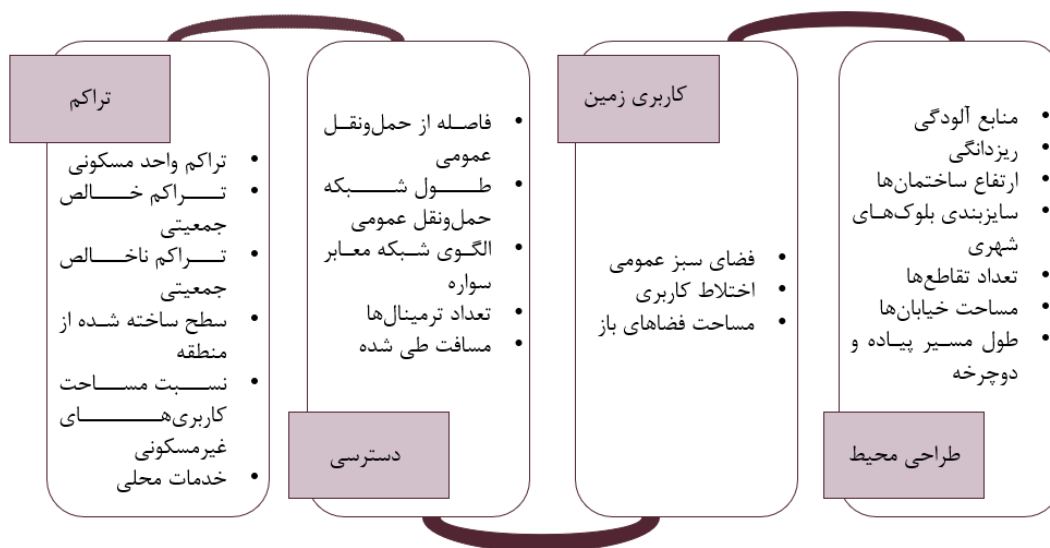 طراحی محیط
منابع آلودگی
ریزدانگی
ارتفاع ساختمان‌ها
سایزبندی بلوک‌های
شهری
تعداد تقاطع‌ها
مساحت خیابان‌ها
طول مسیر پیاده و
دوچرخه
کاربری زمین
فضای سبز عمومی
اختلاط کاربری
مساحت فضاهای باز
دسترسی
فاصله از حمل‌ونقل
عمومی
طول شبکه
حمل‌ونقل عمومی
الگوی شبکه معابر
سواره
تعداد ترمینال‌ها
مسافت طی شده
تراکم
تراکم واحد مسکونی
تراکم خالص
جمعیتی
تراکم ناخالص
جمعیتی
سطح ساخته شده از
منطقه
نسبت مساحت
کاربری‌های
غیرمسکونی
خدمات محلی